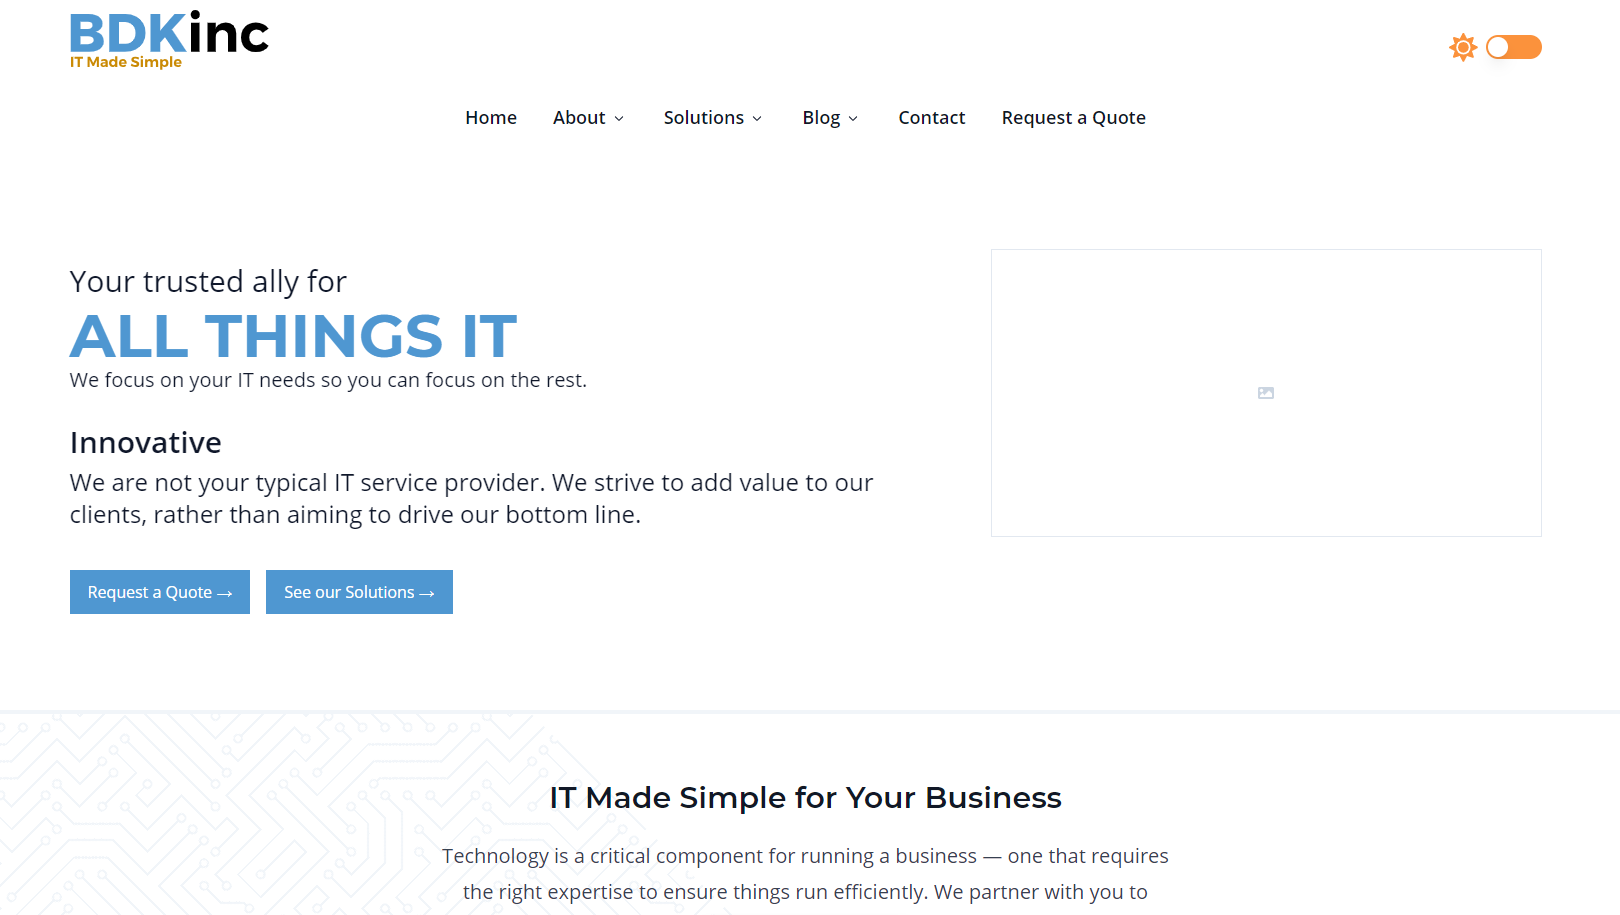 BDKinc
IT Made Simple
Home About Solutions Blog Contact Request a Quote
Your trusted ally for
ALL THINGS IT
We focus on your IT needs so you can focus on the rest.
Innovative
We are not your typical IT service provider. We strive to add value to our
clients, rather than aiming to drive our bottom line.
Request a Quote → See our Solutions →
IT Made Simple for Your Business
Technology is a critical component for running a business — one that requires
the right expertise to ensure things run efficiently. We partner with you to